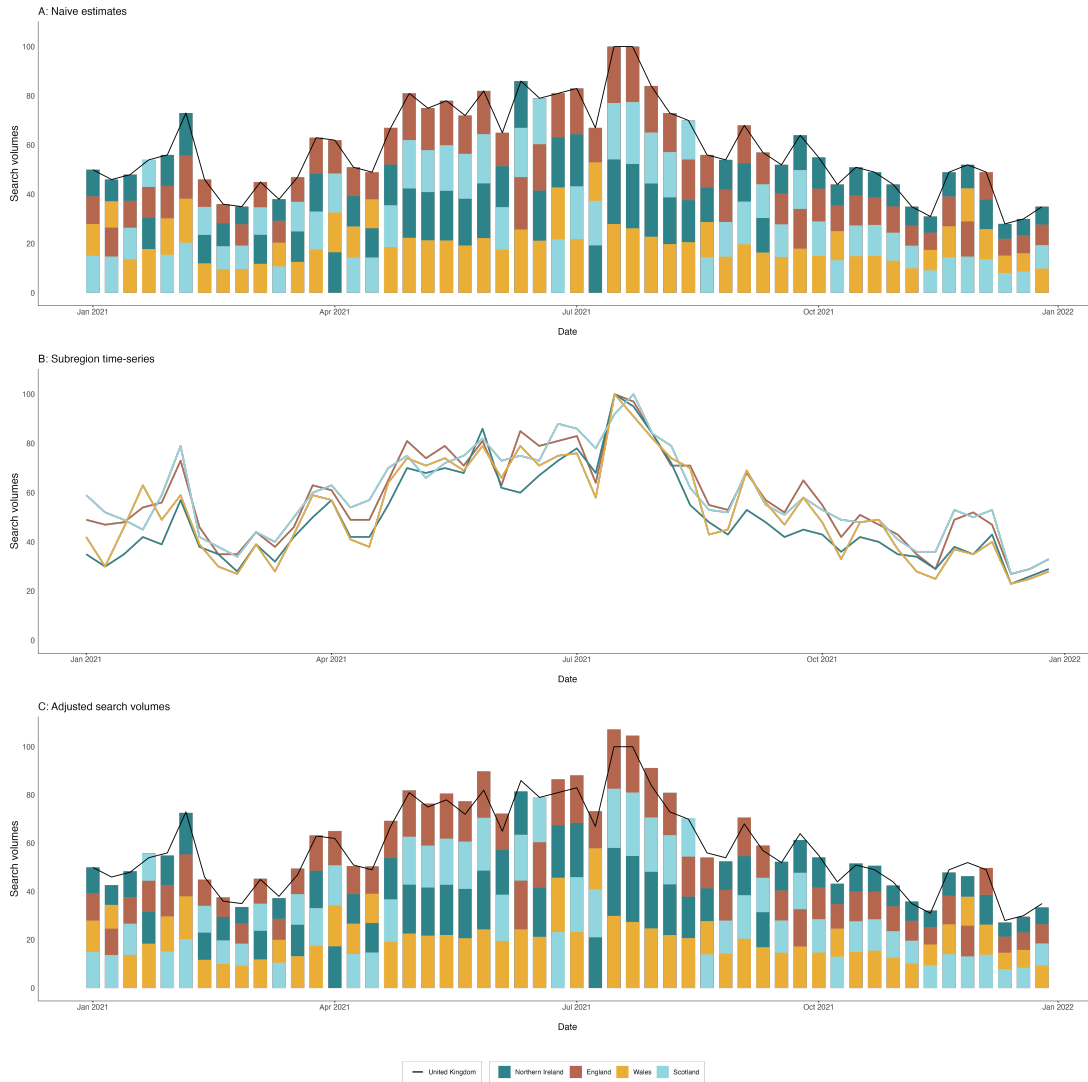 A: Naive estimates
100
80
60
40
20
0
Search volumes
Jan 2021 Apr 2021 Jul 2021 Oct 2021 Jan 2022
Date
B: Subregion time-series
100
80
60
40
20
0
Search volumes
Jan 2021 Apr 2021 Jul 2021 Oct 2021 Jan 2022
Date
C: Adjusted search volumes
100
80
60
40
20
0
Search volumes
Jan 2021 Apr 2021 Jul 2021 Oct 2021 Jan 2022
Date
United Kingdom Northern Ireland England Wales Scotland